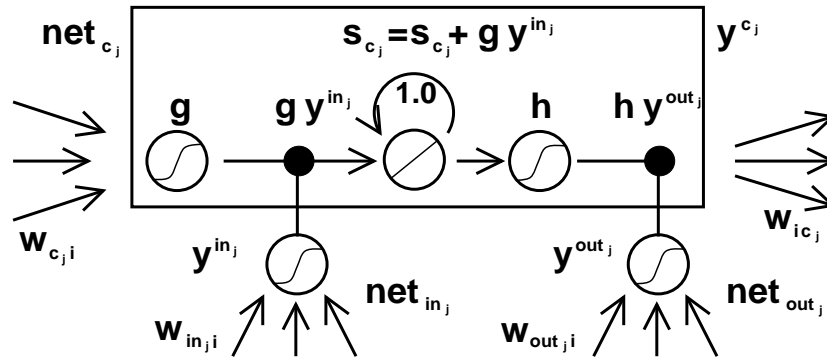 net c j
s c j = s c j + g y in j
y c j
g
g y in j
1.0
h
h y out j
w c j i
w i c j
y in j
y out j
net in j
net out j
w in j i
w out j i